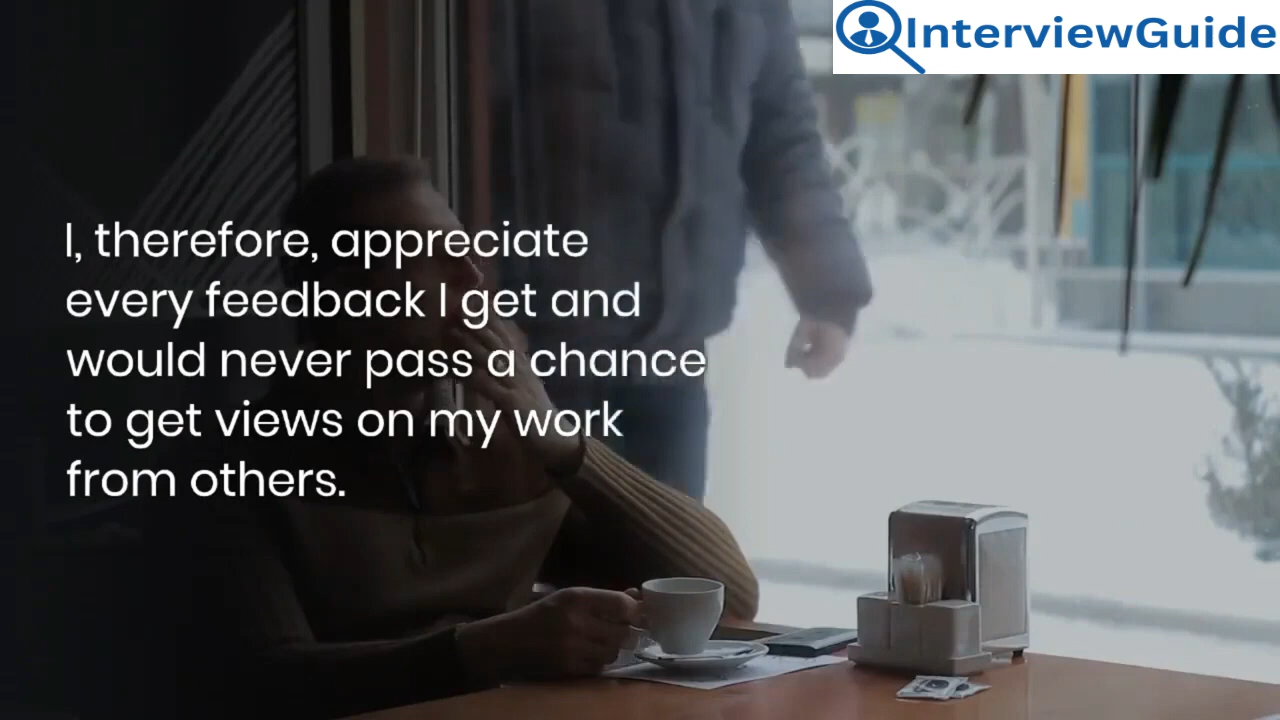 InterviewGuide
I, therefore, appreciate
every feedback I get and
would never pass a chance
to get views on my work
from others.